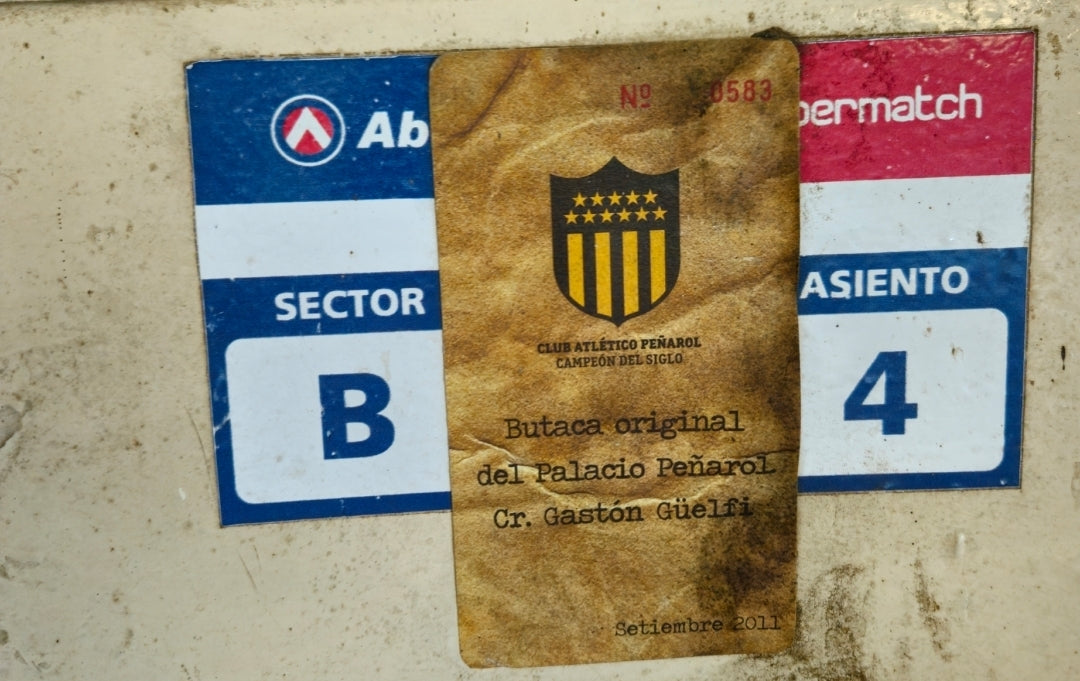 Ab
SECTOR
B
Nº 0583
CLUB ATLÉTICO PEÑAROL
CAMPEÓN DEL SIGLO
Butaca original
del Palacio Peñarol
Cr. Gastón Güelfi
Setiembre 2011
permatch
ASIENTO
4